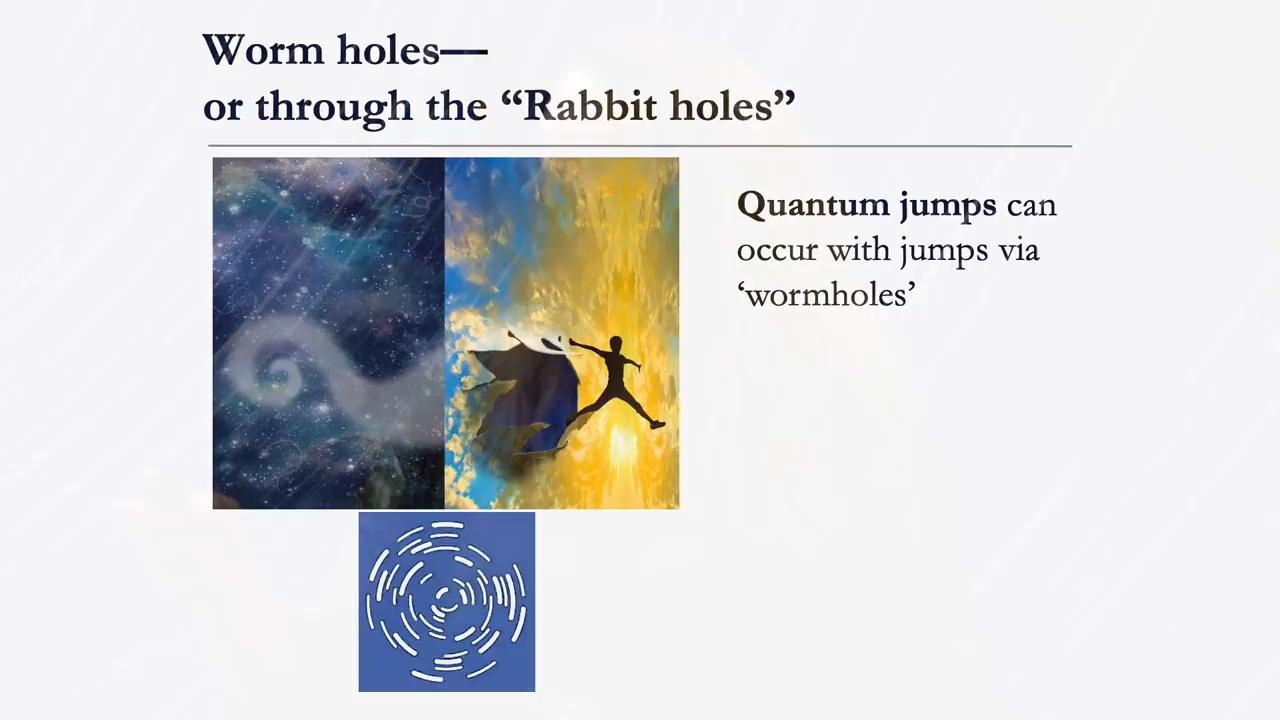 Worm holes—
or through the “Rabbit holes”
Quantum jumps can
occur with jumps via
‘wormholes’